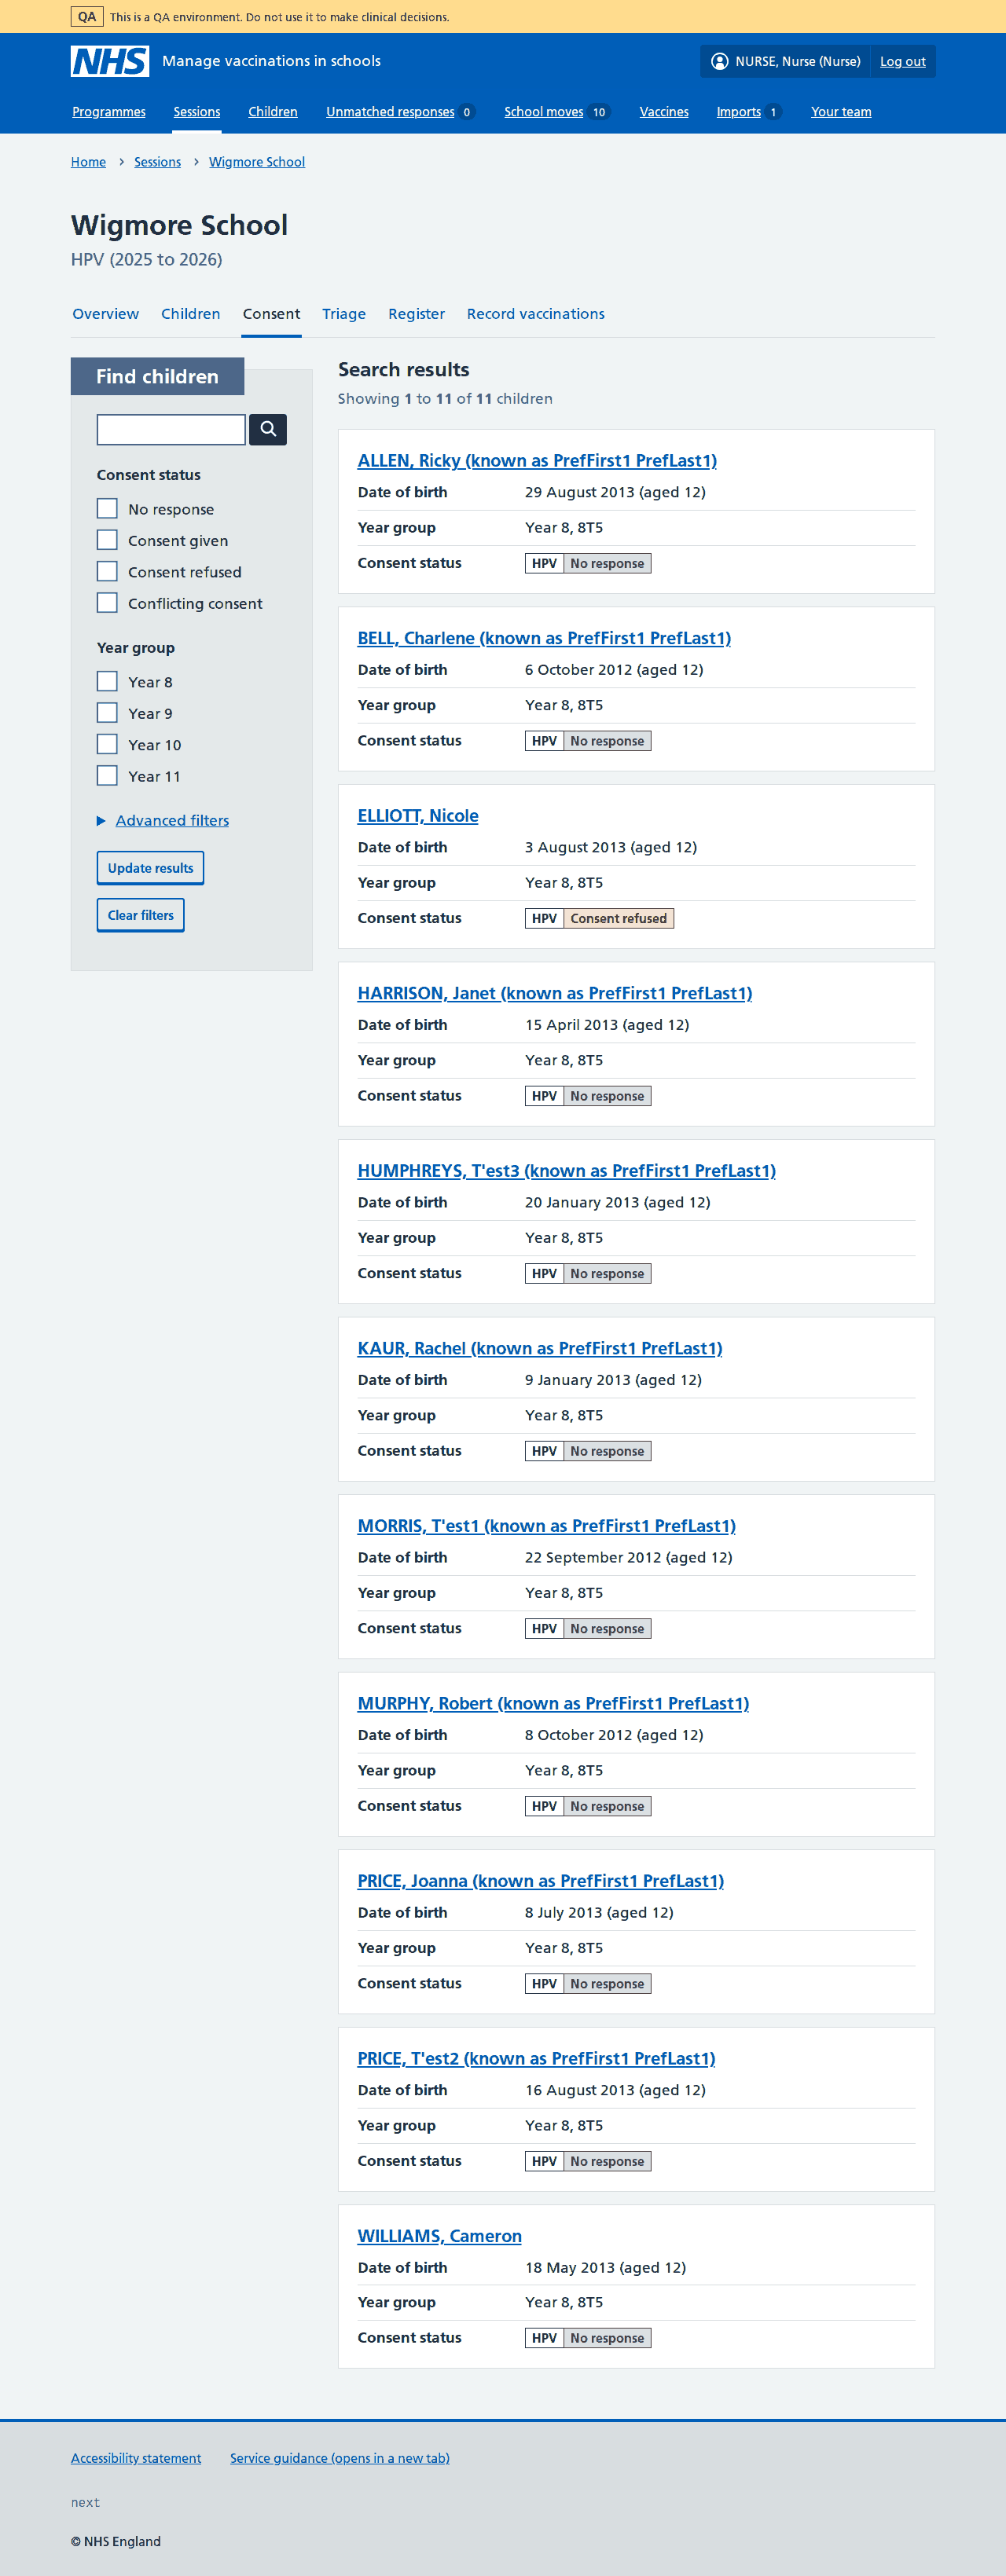 QA This is a QA environment. Do not use it to make clinical decisions.
NHS Manage vaccinations in schools NURSE, Nurse (Nurse) Log out
Programmes Sessions Children Unmatched responses 0 School moves 10 Vaccines Imports 1 Your team
Home › Sessions › Wigmore School
Wigmore School
HPV (2025 to 2026)
Overview Children Consent Triage Register Record vaccinations
Find children
Consent status
No response
Consent given
Consent refused
Conflicting consent
Year group
Year 8
Year 9
Year 10
Year 11
Advanced filters
Update results
Clear filters
Search results
Showing 1 to 11 of 11 children
ALLEN, Ricky (known as PrefFirst1 PrefLast1)
Date of birth 29 August 2013 (aged 12)
Year group Year 8, 8T5
Consent status HPV No response
BELL, Charlene (known as PrefFirst1 PrefLast1)
Date of birth 6 October 2012 (aged 12)
Year group Year 8, 8T5
Consent status HPV No response
ELLIOTT, Nicole
Date of birth 3 August 2013 (aged 12)
Year group Year 8, 8T5
Consent status HPV Consent refused
HARRISON, Janet (known as PrefFirst1 PrefLast1)
Date of birth 15 April 2013 (aged 12)
Year group Year 8, 8T5
Consent status HPV No response
HUMPHREYS, T'est3 (known as PrefFirst1 PrefLast1)
Date of birth 20 January 2013 (aged 12)
Year group Year 8, 8T5
Consent status HPV No response
KAUR, Rachel (known as PrefFirst1 PrefLast1)
Date of birth 9 January 2013 (aged 12)
Year group Year 8, 8T5
Consent status HPV No response
MORRIS, T'est1 (known as PrefFirst1 PrefLast1)
Date of birth 22 September 2012 (aged 12)
Year group Year 8, 8T5
Consent status HPV No response
MURPHY, Robert (known as PrefFirst1 PrefLast1)
Date of birth 8 October 2012 (aged 12)
Year group Year 8, 8T5
Consent status HPV No response
PRICE, Joanna (known as PrefFirst1 PrefLast1)
Date of birth 8 July 2013 (aged 12)
Year group Year 8, 8T5
Consent status HPV No response
PRICE, T'est2 (known as PrefFirst1 PrefLast1)
Date of birth 16 August 2013 (aged 12)
Year group Year 8, 8T5
Consent status HPV No response
WILLIAMS, Cameron
Date of birth 18 May 2013 (aged 12)
Year group Year 8, 8T5
Consent status HPV No response
Accessibility statement Service guidance (opens in a new tab)
next
© NHS England